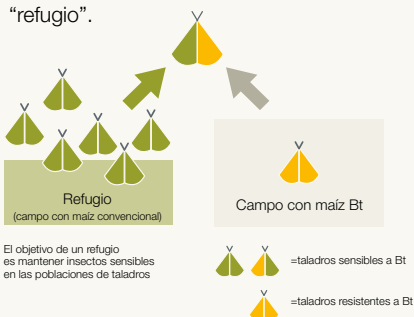 “refugio”.
Refugio
(campo con maíz convencional)
Campo con maíz Bt
El objetivo de un refugio
es mantener insectos sensibles
en las poblaciones de taladros
=taladros sensibles a Bt
=taladros resistentes a Bt